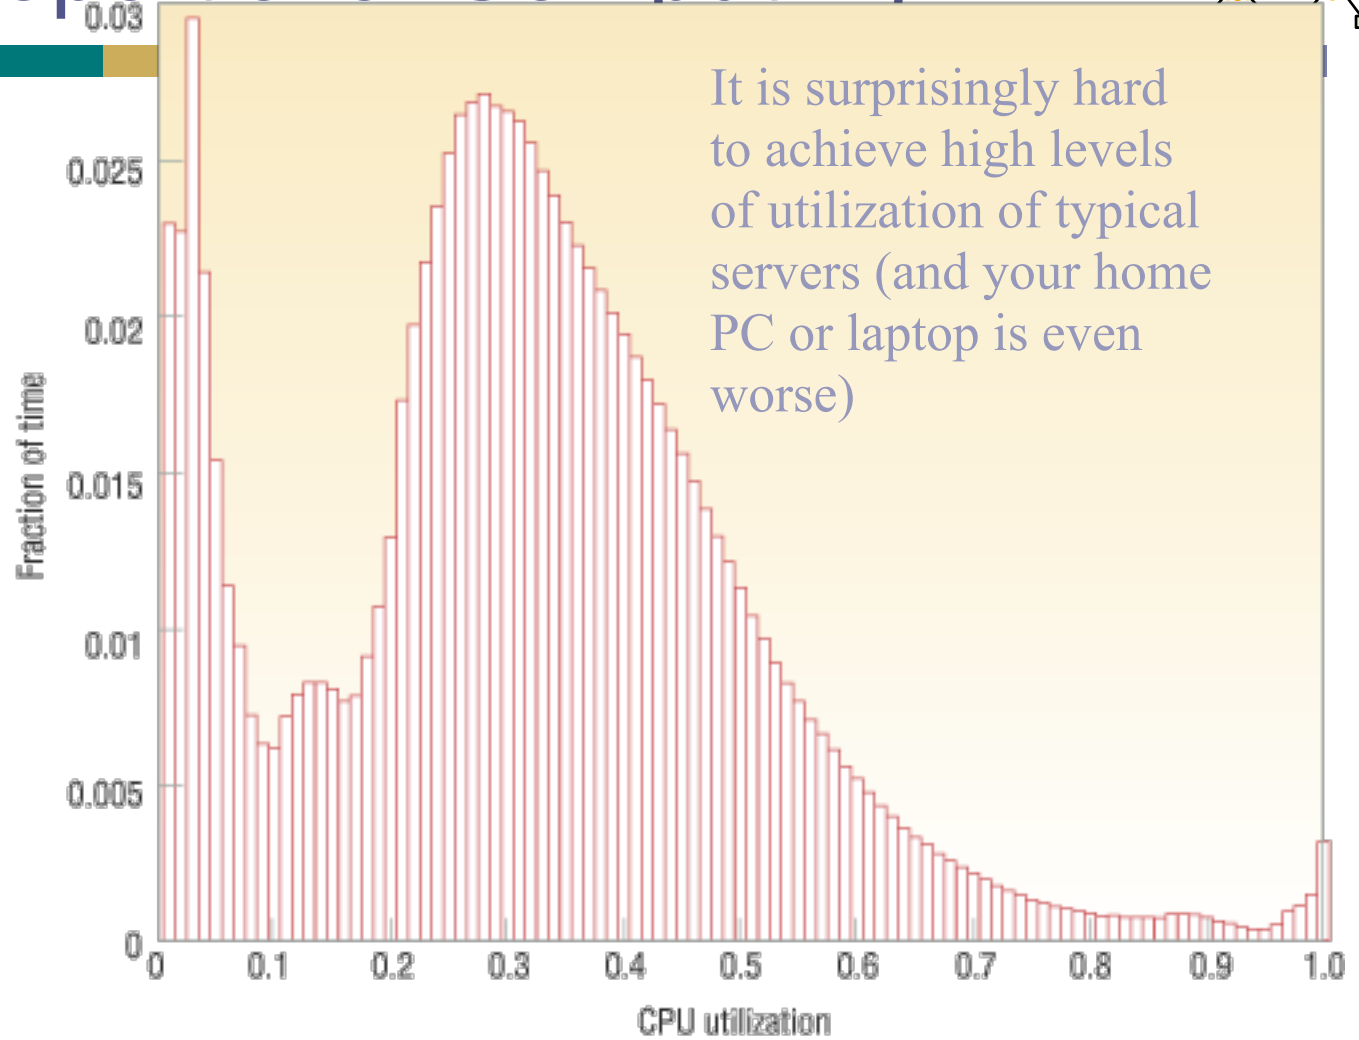 It is surprisingly hard
to achieve high levels
of utilization of typical
servers (and your home
PC or laptop is even
worse)
0.03
0.025
0.02
0.015
0.01
0.005
0
Fraction of time
0 0.1 0.2 0.3 0.4 0.5 0.6 0.7 0.8 0.9 1.0
CPU utilization